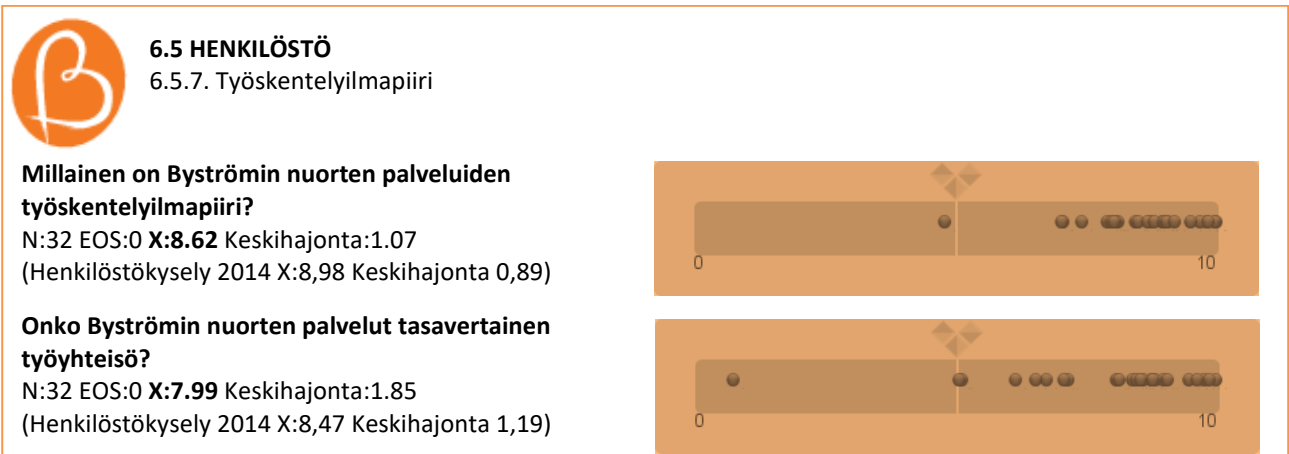 6.5 HENKILÖSTÖ
6.5.7. Työskentelyilmapiiri
Millainen on Byströmin nuorten palveluiden
työskentelyilmapiiri?
N:32 EOS:0 X:8.62 Keskihajonta:1.07
(Henkilöstökysely 2014 X:8,98 Keskihajonta 0,89)
0 10
Onko Byströmin nuorten palvelut tasavertainen
työyhteisö?
N:32 EOS:0 X:7.99 Keskihajonta:1.85
(Henkilöstökysely 2014 X:8,47 Keskihajonta 1,19)
0 10